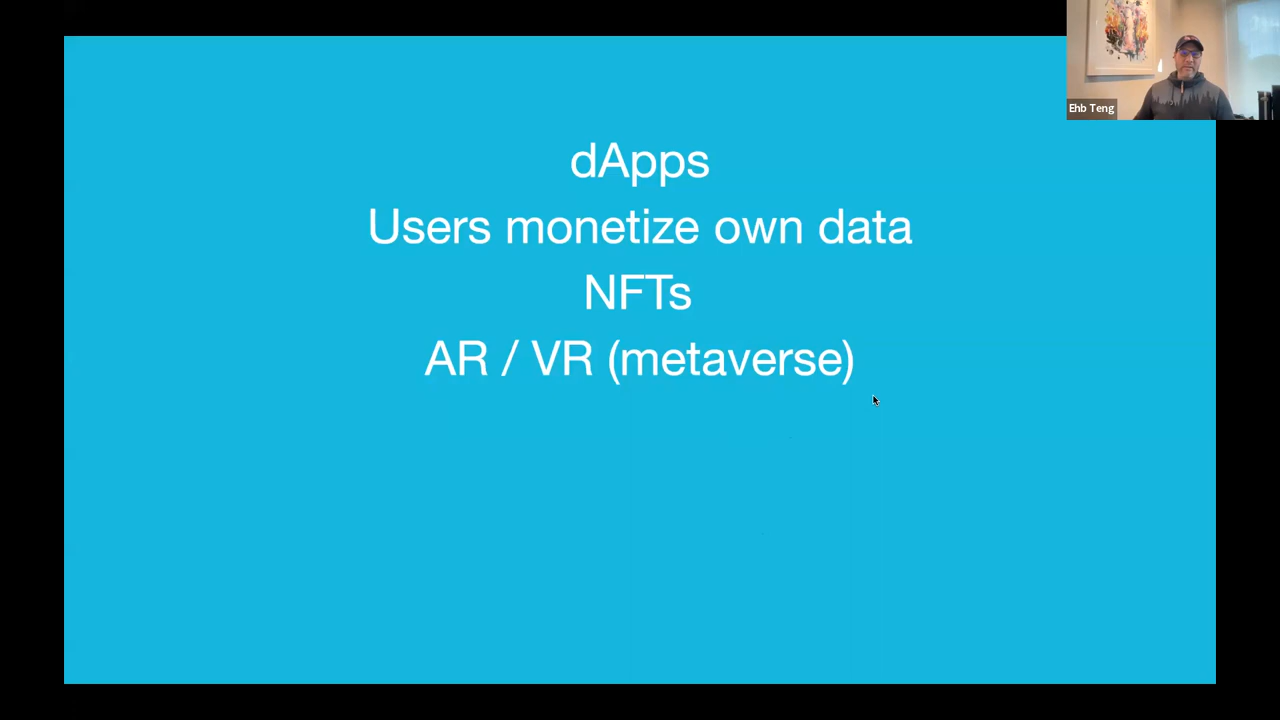 Ehb Teng
dApps
Users monetize own data
NFTs
AR / VR (metaverse)